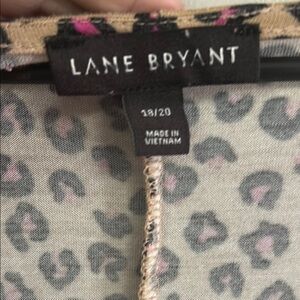 LANE BRYANT
18/20
MADE IN
VIETNAM